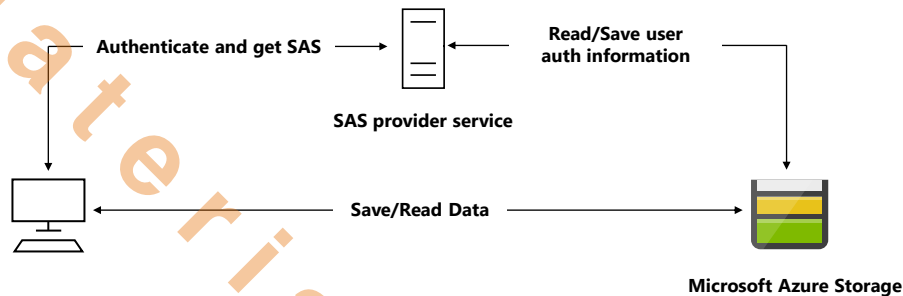 Authenticate and get SAS
Read/Save user
auth information
SAS provider service
Save/Read Data
Microsoft Azure Storage
a
t
e
r
i